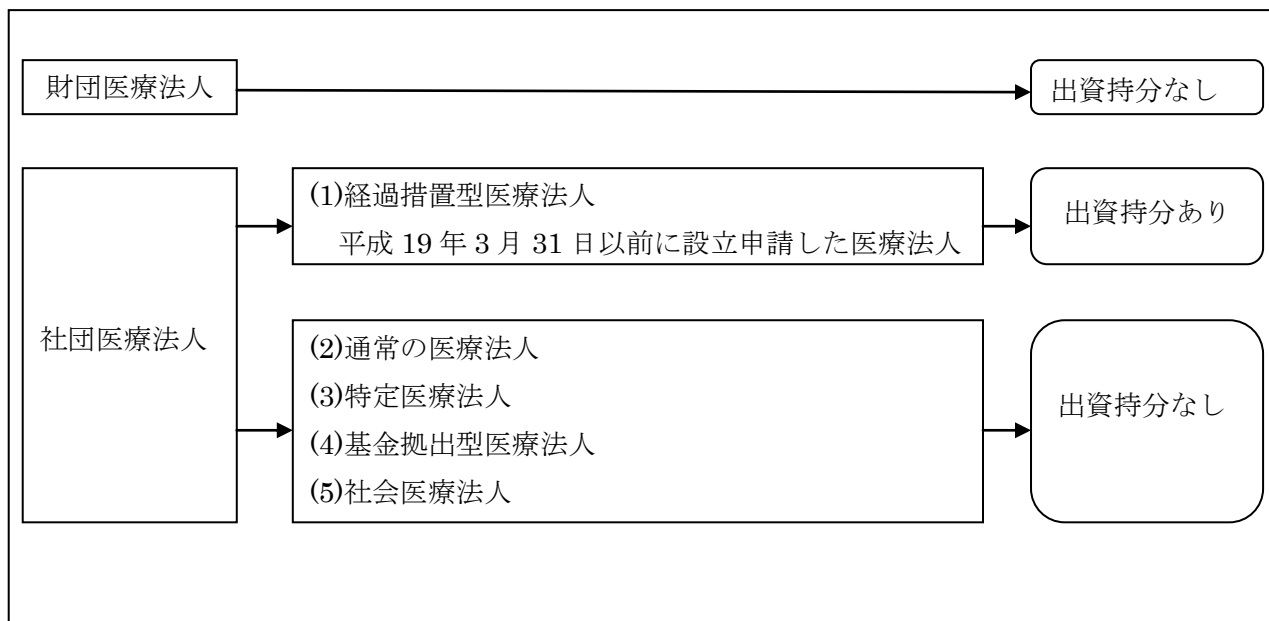 財団医療法人
出資持分なし
(1)経過措置型医療法人
平成 19 年 3 月 31 日以前に設立申請した医療法人
出資持分あり
社団医療法人
(2)通常の医療法人
(3)特定医療法人
(4)基金拠出型医療法人
(5)社会医療法人
出資持分なし